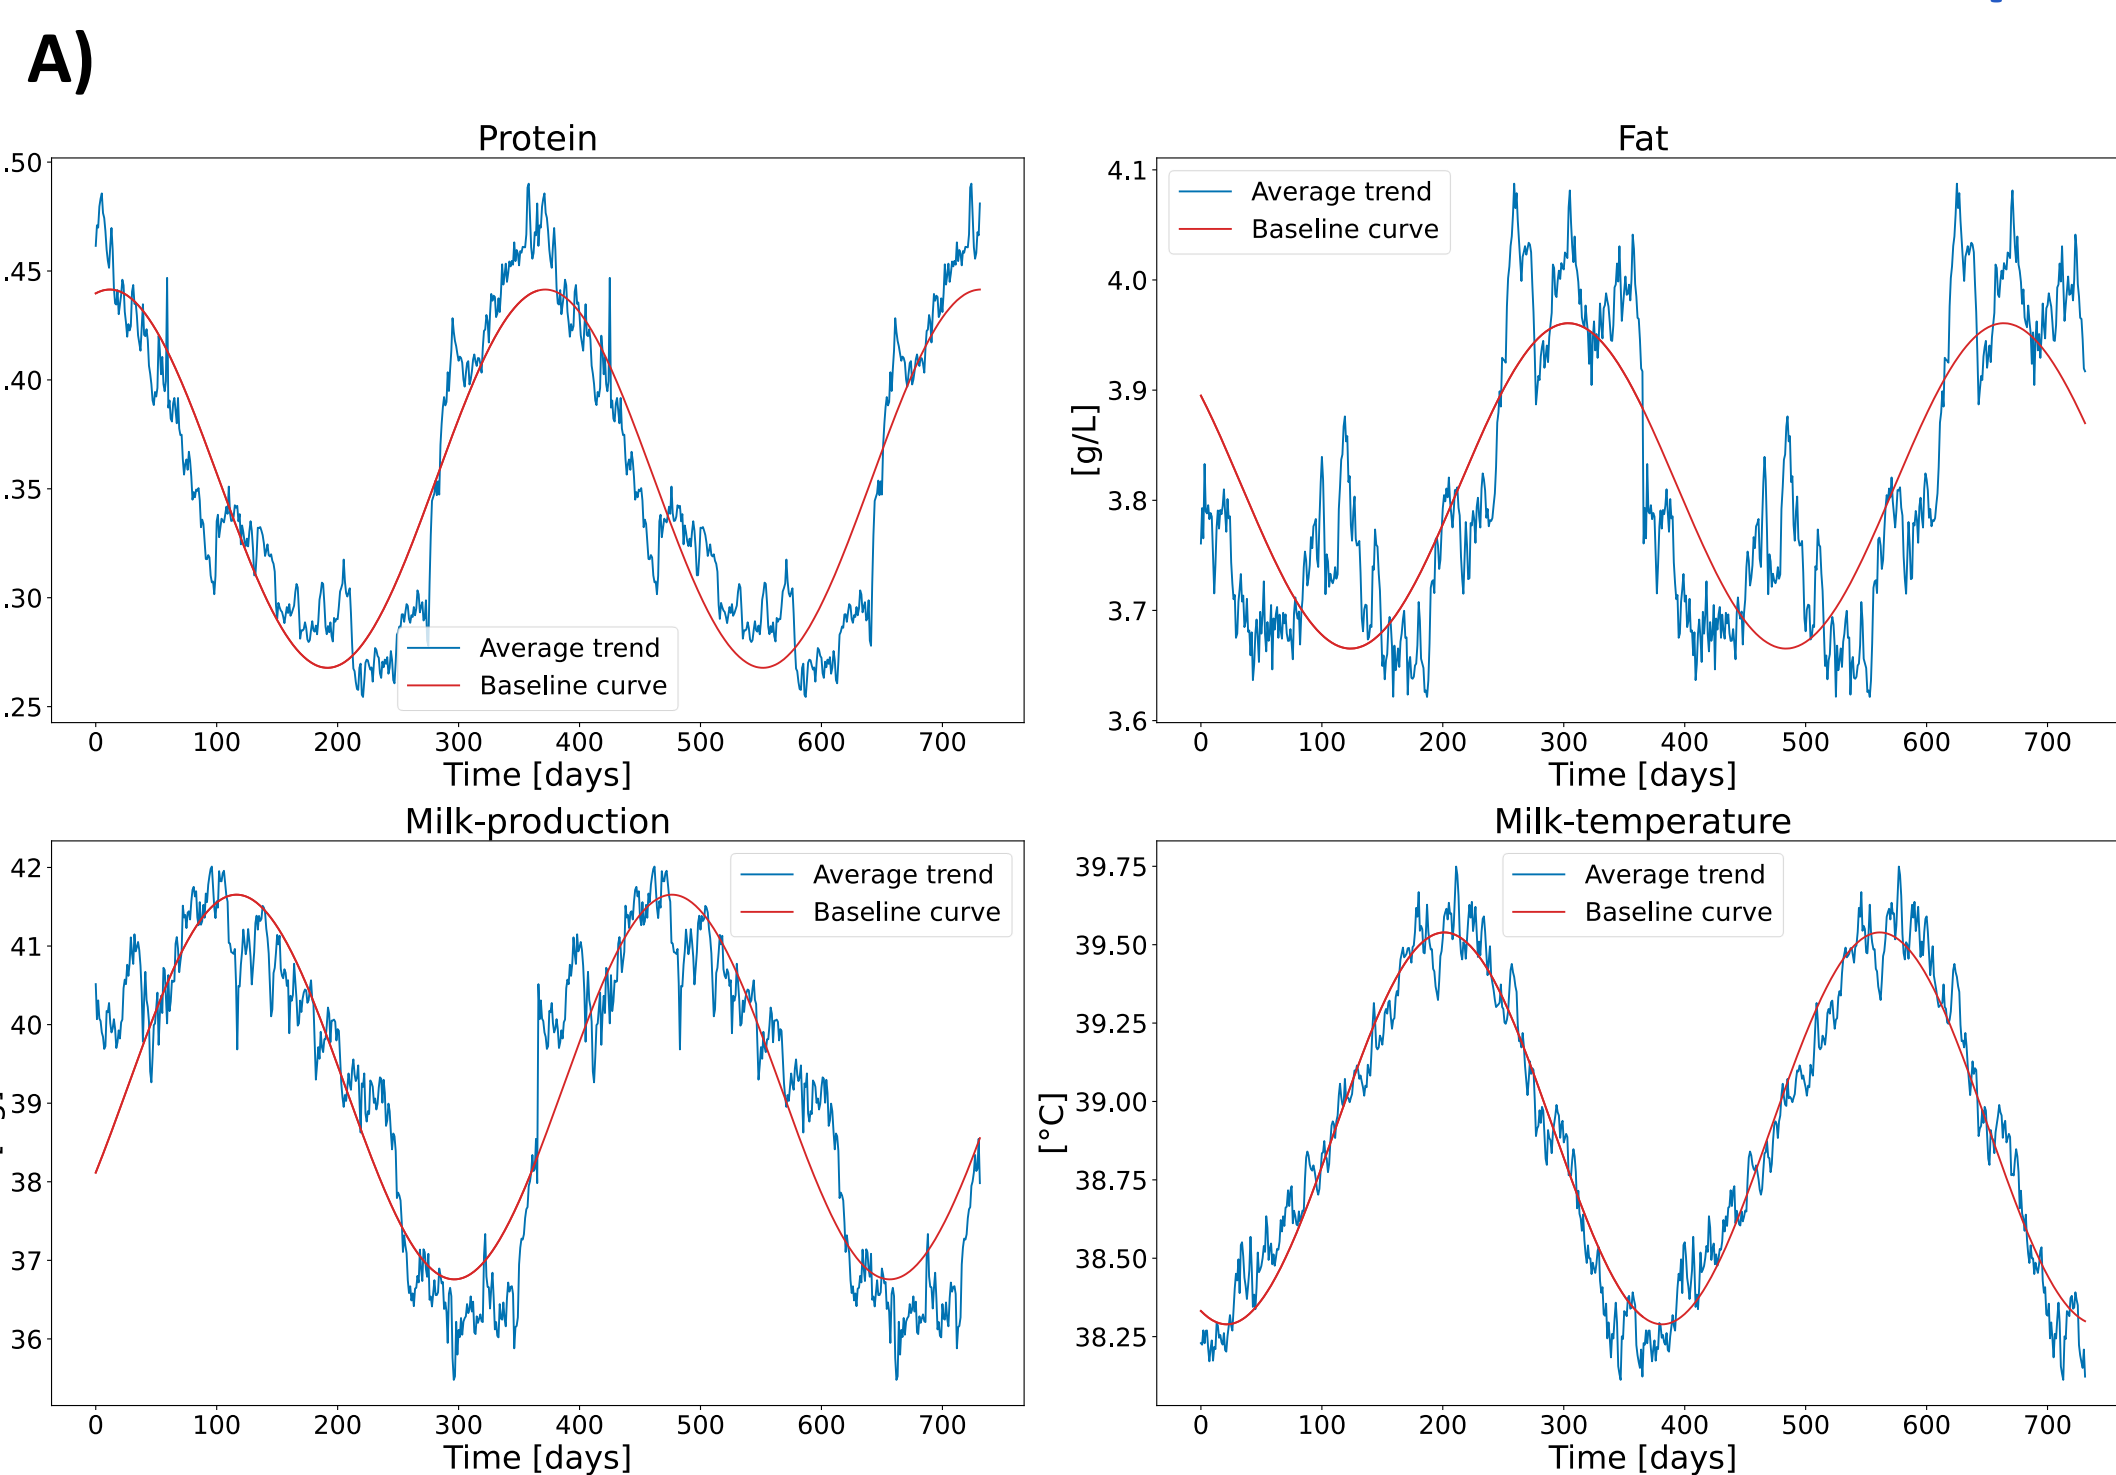 A)
Protein
.50
.45
.40
.35
.30
.25
Average trend
Baseline curve
0 100 200 300 400 500 600 700
Time [days]
Fat
[g/L]
4.1
4.0
3.9
3.8
3.7
3.6
Average trend
Baseline curve
0 100 200 300 400 500 600 700
Time [days]
Milk-production
42
41
40
39
38
37
36
Average trend
Baseline curve
0 100 200 300 400 500 600 700
Time [days]
Milk-temperature
[°C]
39.75
39.50
39.25
39.00
38.75
38.50
38.25
Average trend
Baseline curve
0 100 200 300 400 500 600 700
Time [days]